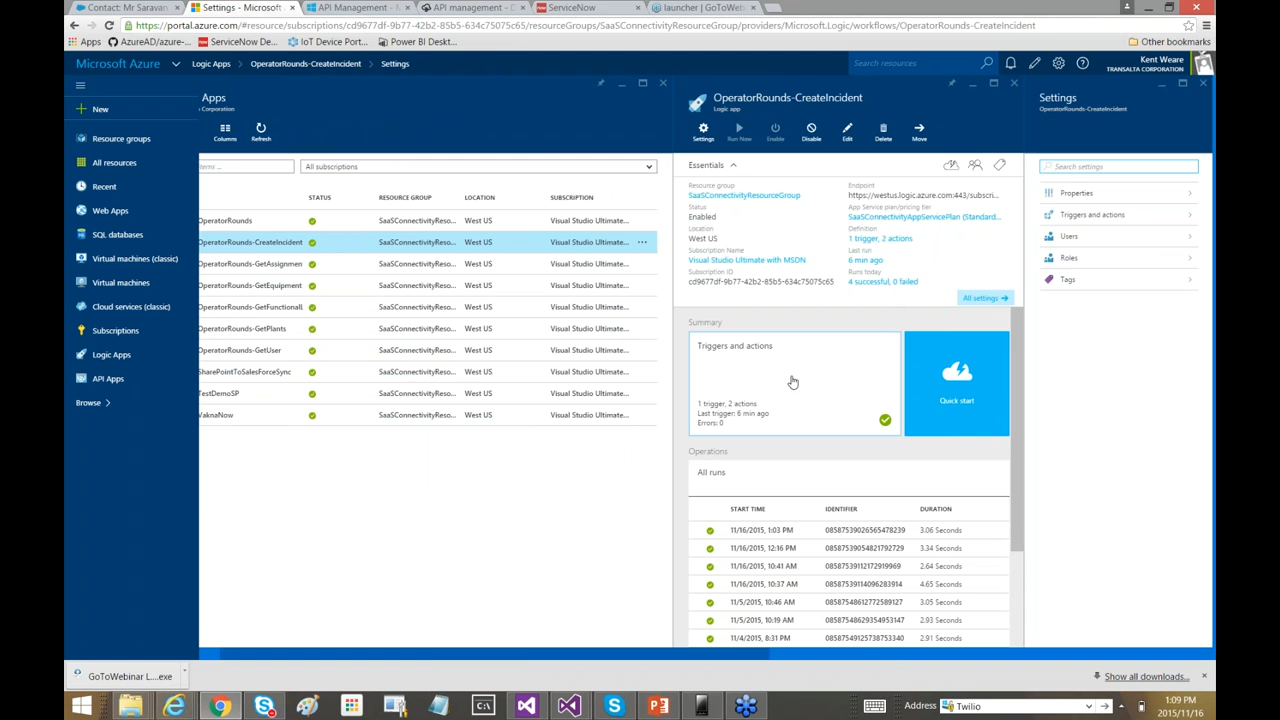 Contact: Mr Saravan
Settings - Microsoft
API Management - M
API management - D
ServiceNow
launcher | GoToWeb
Kent
https://portal.azure.com/#resource/subscriptions/cd9677df-9b77-42b2-85b5-634c75075c65/resourceGroups/SaaSConnectivityResourceGroup/providers/Microsoft.Logic/workflows/OperatorRounds-CreateIncident
Apps
AzureAD/azure-...
ServiceNow De...
IoT Device Port...
Power BI Deskt...
Other bookmarks
Microsoft Azure
Logic Apps
OperatorRounds-CreateIncident
Settings
Search resources
Kent Weare
TRANSALTA CORPORATION
New
Resource groups
All resources
Recent
Web Apps
SQL databases
Virtual machines (classic)
Virtual machines
Cloud services (classic)
Subscriptions
Logic Apps
API Apps
Browse
Apps
Corporation
Columns
Refresh
All subscriptions
STATUS RESOURCE GROUP LOCATION SUBSCRIPTION
OperatorRounds SaaSConnectivityReso... West US Visual Studio Ultimate...
OperatorRounds-CreateIncident SaaSConnectivityReso... West US Visual Studio Ultimate... ...
OperatorRounds-GetAssignmen SaaSConnectivityReso... West US Visual Studio Ultimate...
OperatorRounds-GetEquipment SaaSConnectivityReso... West US Visual Studio Ultimate...
OperatorRounds-GetFunctionall SaaSConnectivityReso... West US Visual Studio Ultimate...
OperatorRounds-GetPlants SaaSConnectivityReso... West US Visual Studio Ultimate...
OperatorRounds-GetUser SaaSConnectivityReso... West US Visual Studio Ultimate...
SharePointToSalesForceSync SaaSConnectivityReso... West US Visual Studio Ultimate...
TestDemoSP SaaSConnectivityReso... West US Visual Studio Ultimate...
VaknaNow SaaSConnectivityReso... West US Visual Studio Ultimate...
OperatorRounds-CreateIncident
Logic app
Settings
Run Now
Enable
Disable
Edit
Delete
Move
Essentials
Resource group
SaaSConnectivityResourceGroup
Status
Enabled
Location
West US
Subscription Name
Visual Studio Ultimate with MSDN
Subscription ID
cd9677df-9b77-42b2-85b5-634c75075c65
Endpoint
https://westus.logic.azure.com:443/subscri...
App Service plan/pricing tier
SaaSConnectivityAppServicePlan (Standard...
Definition
1 trigger, 2 actions
Last run
6 min ago
Runs today
4 successful, 0 failed
All settings
Summary
Triggers and actions
1 trigger, 2 actions
Last trigger: 6 min ago
Errors: 0
Quick start
Operations
All runs
START TIME IDENTIFIER DURATION
11/16/2015, 1:03 PM 08587539026565478239 3.06 Seconds
11/16/2015, 12:16 PM 08587539054821792729 3.34 Seconds
11/16/2015, 10:41 AM 08587539112172919969 2.64 Seconds
11/16/2015, 10:37 AM 08587539114096283914 4.65 Seconds
11/5/2015, 10:46 AM 08587548612772589127 3.05 Seconds
11/5/2015, 10:19 AM 08587548629354953147 2.93 Seconds
11/4/2015, 8:31 PM 08587549125738753340 2.91 Seconds
Settings
OperatorRounds-CreateIncident
Search settings
Properties
Triggers and actions
Users
Roles
Tags
GoToWebinar L....exe
Show all downloads...
Address
Twilio
1:09 PM
2015/11/16